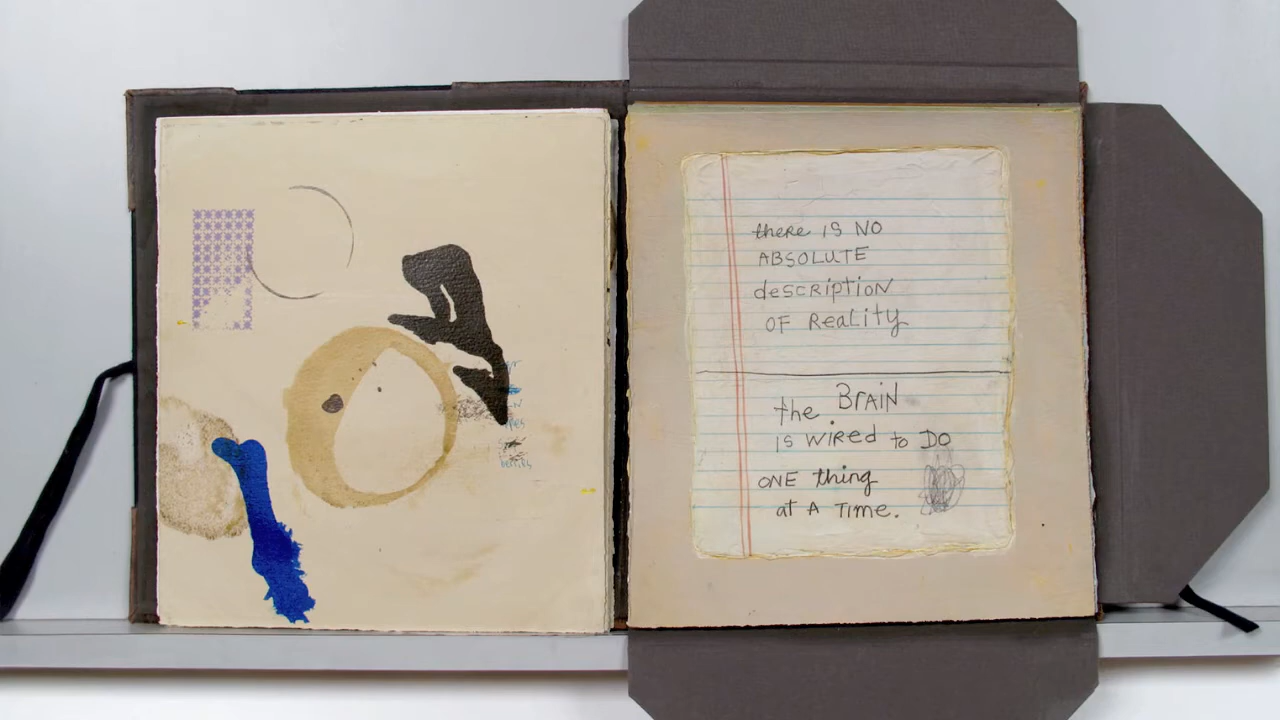 there IS NO
ABSOLUTE
description
OF ReaLiTY
the BRAIN
IS WIRED to DO
ONE thing
at A TIME.